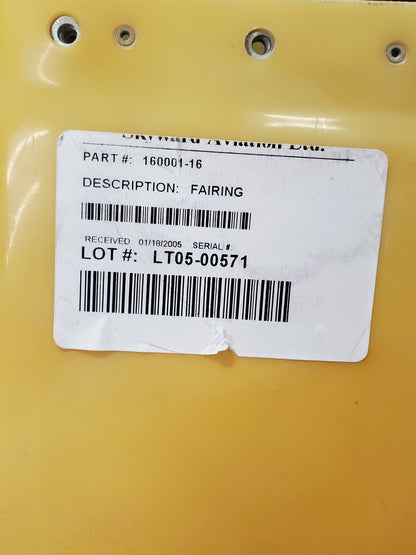 Skyward Aviation Ltd.
PART #: 160001-16
DESCRIPTION: FAIRING
RECEIVED 01/18/2005 SERIAL #:
LOT #: LT05-00571